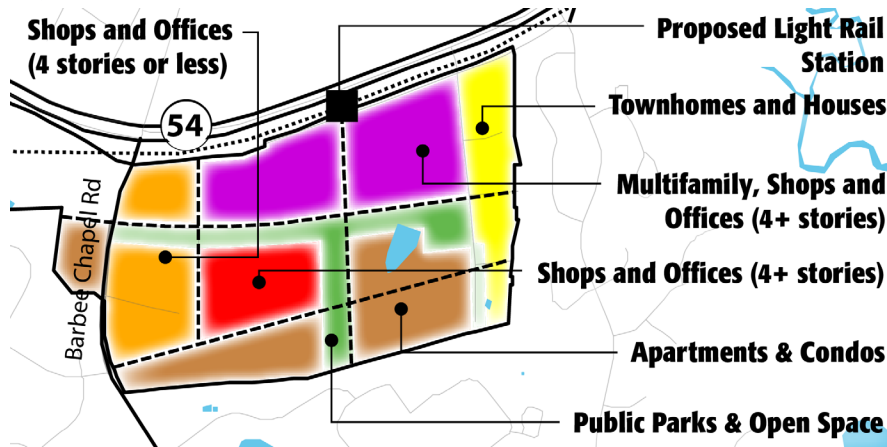 Shops and Offices
(4 stories or less)
Proposed Light Rail
Station
54
Townhomes and Houses
Multifamily, Shops and
Offices (4+ stories)
Barbee Chapel Rd
Shops and Offices (4+ stories)
Apartments & Condos
Public Parks & Open Space